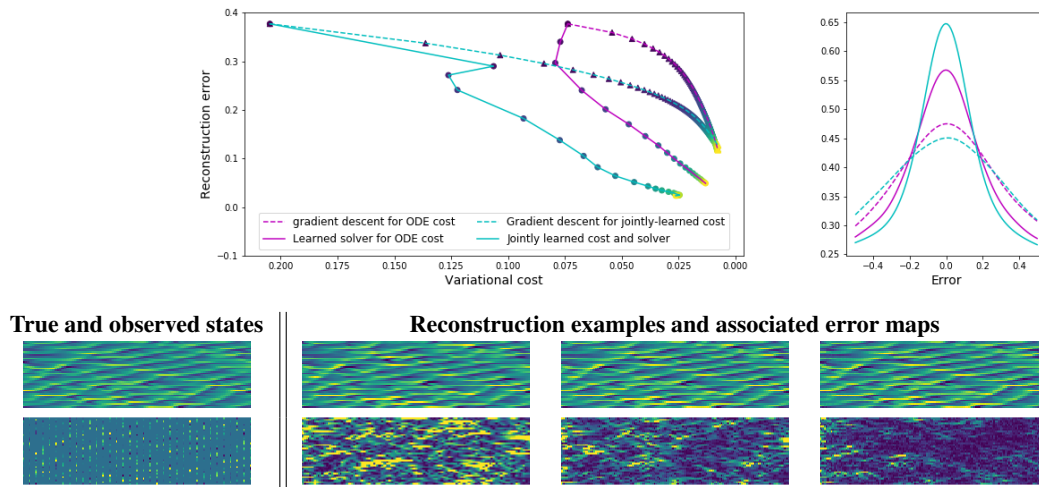 0.4
0.3
0.2
0.1
0.0
−0.1
Reconstruction error
gradient descent for ODE cost
Learned solver for ODE cost
Gradient descent for jointly-learned cost
Jointly learned cost and solver
0.200 0.175 0.150 0.125 0.100 0.075 0.050 0.025 0.000
Variational cost
0.65
0.60
0.55
0.50
0.45
0.40
0.35
0.30
0.25
−0.4 −0.2 0.0 0.2 0.4
Error
True and observed states
Reconstruction examples and associated error maps